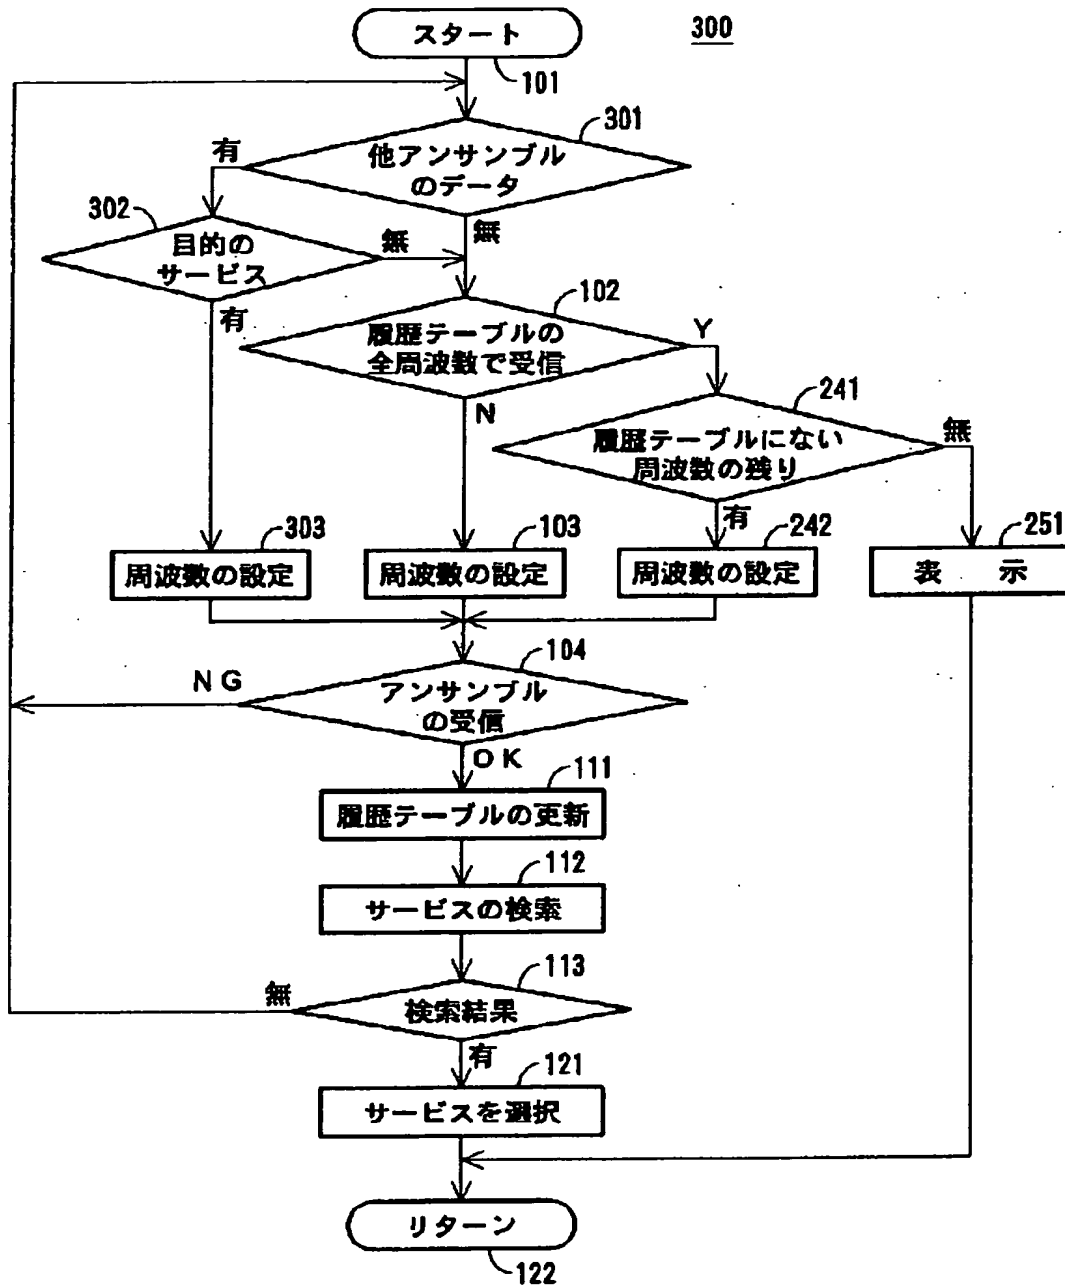 300
スタート
101
301
他アンサンブル
のデータ
有
無
302
目的の
サービス
無
有
102
履歴テーブルの
全周波数で受信
Y
N
241
履歴テーブルにない
周波数の残り
無
有
303
周波数の設定
103
周波数の設定
242
周波数の設定
251
表 示
104
アンサンブル
の受信
NG
OK
111
履歴テーブルの更新
112
サービスの検索
113
検索結果
無
有
121
サービスを選択
リターン
122